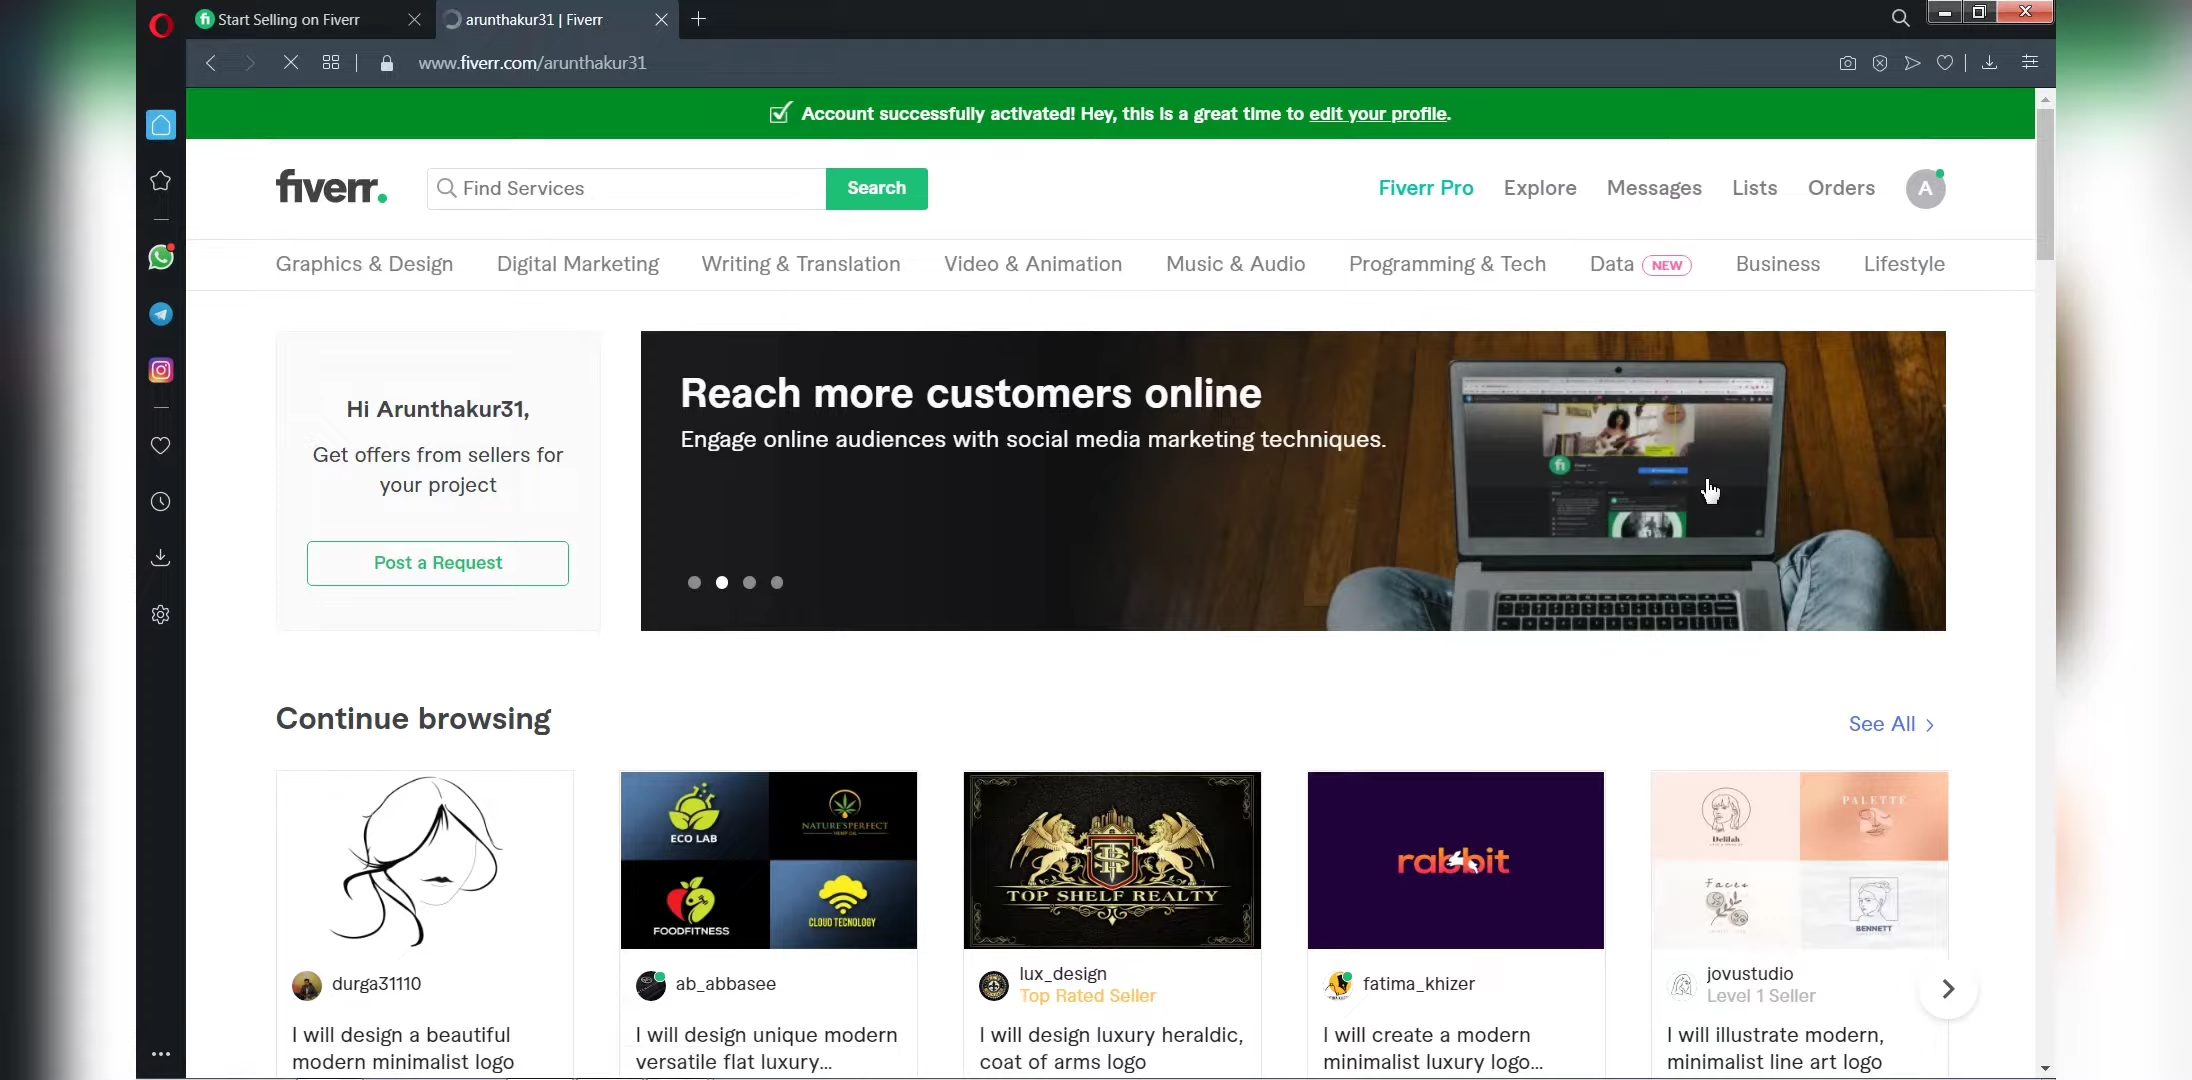 Start Selling on Fiverr
arunthakur31 | Fiverr
www.fiverr.com/arunthakur31
Account successfully activated! Hey, this is a great time to edit your profile.
fiverr.
Find Services
Search
Fiverr Pro
Explore
Messages
Lists
Orders
A
Graphics & Design
Digital Marketing
Writing & Translation
Video & Animation
Music & Audio
Programming & Tech
Data NEW
Business
Lifestyle
Hi Arunthakur31,
Get offers from sellers for
your project
Post a Request
Reach more customers online
Engage online audiences with social media marketing techniques.
fi
Continue browsing
See All
ECO LAB
NATURE'SPERFECT
FOODFITNESS
CLOUD TECNOLOGY
TOP SHELF REALTY
rabbit
Delilah
PALETTE
Faces
BENNETT
durga31110
ab_abbasee
lux_design
Top Rated Seller
fatima_khizer
jovustudio
Level 1 Seller
I will design a beautiful
modern minimalist logo
I will design unique modern
versatile flat luxury...
I will design luxury heraldic,
coat of arms logo
I will create a modern
minimalist luxury logo...
I will illustrate modern,
minimalist line art logo